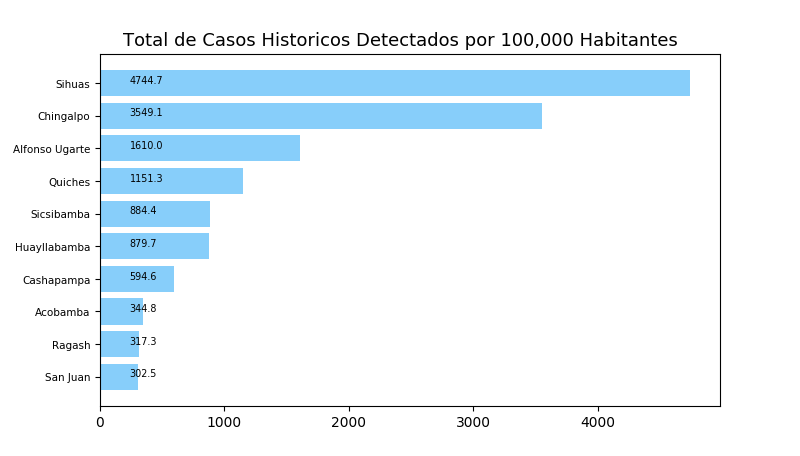 Total de Casos Historicos Detectados por 100,000 Habitantes
Sihuas 4744.7
Chingalpo 3549.1
Alfonso Ugarte 1610.0
Quiches 1151.3
Sicsibamba 884.4
Huayllabamba 879.7
Cashapampa 594.6
Acobamba 344.8
Ragash 317.3
San Juan 302.5
0 1000 2000 3000 4000